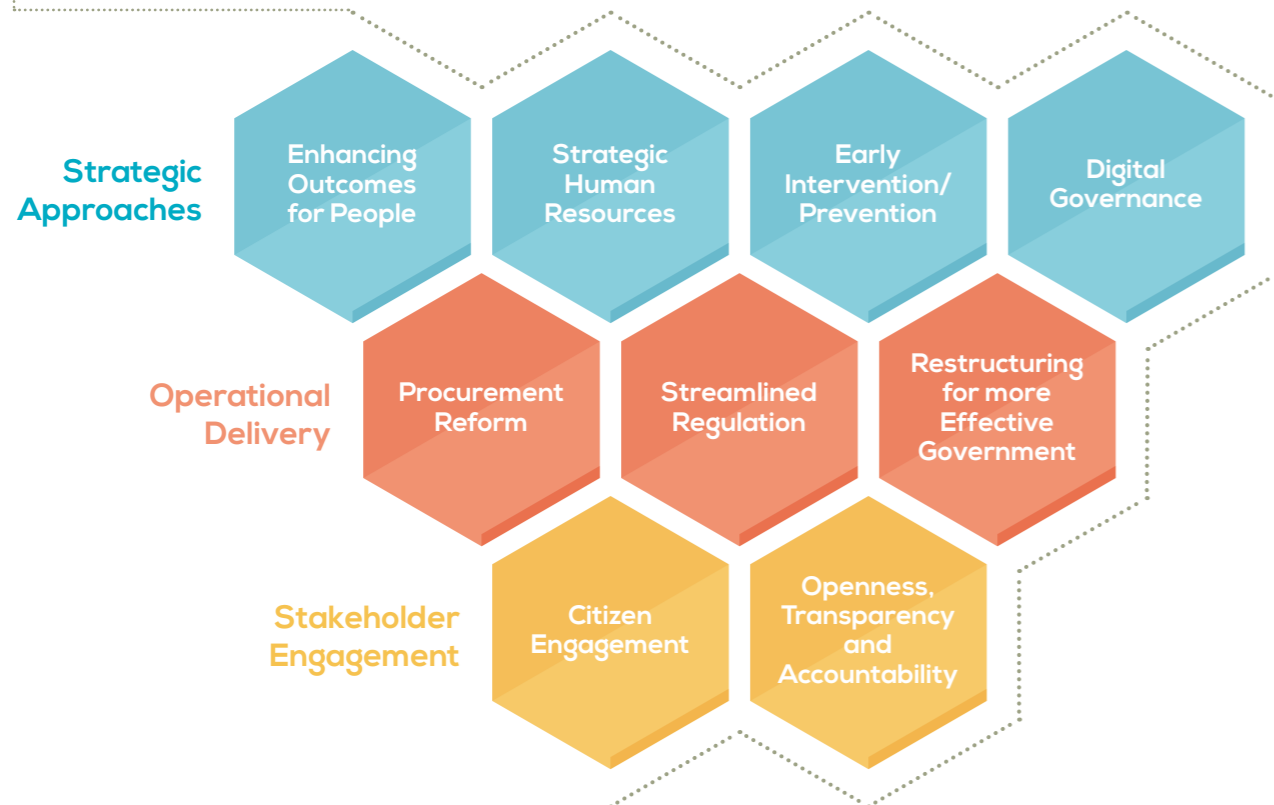 Strategic
Approaches
Enhancing
Outcomes
for People
Strategic
Human
Resources
Early
Intervention/
Prevention
Digital
Governance
Operational
Delivery
Procurement
Reform
Streamlined
Regulation
Restructuring
for more
Effective
Government
Stakeholder
Engagement
Citizen
Engagement
Openness,
Transparency
and
Accountability